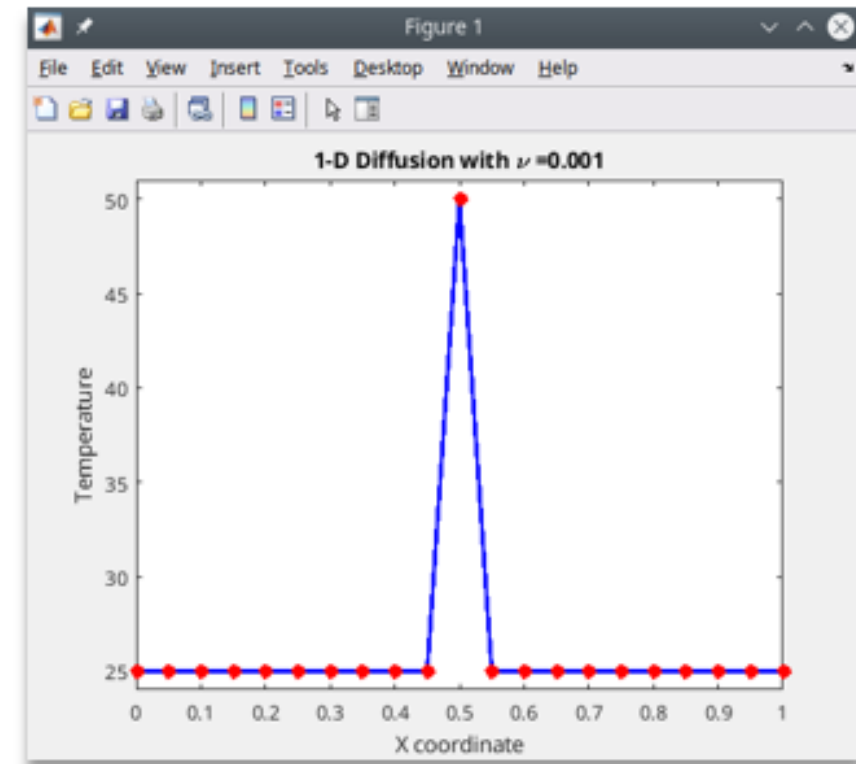 Figure 1
File Edit View Insert Tools Desktop Window Help
1-D Diffusion with ν =0.001
50
45
40
35
30
25
Temperature
0 0.1 0.2 0.3 0.4 0.5 0.6 0.7 0.8 0.9 1
X coordinate